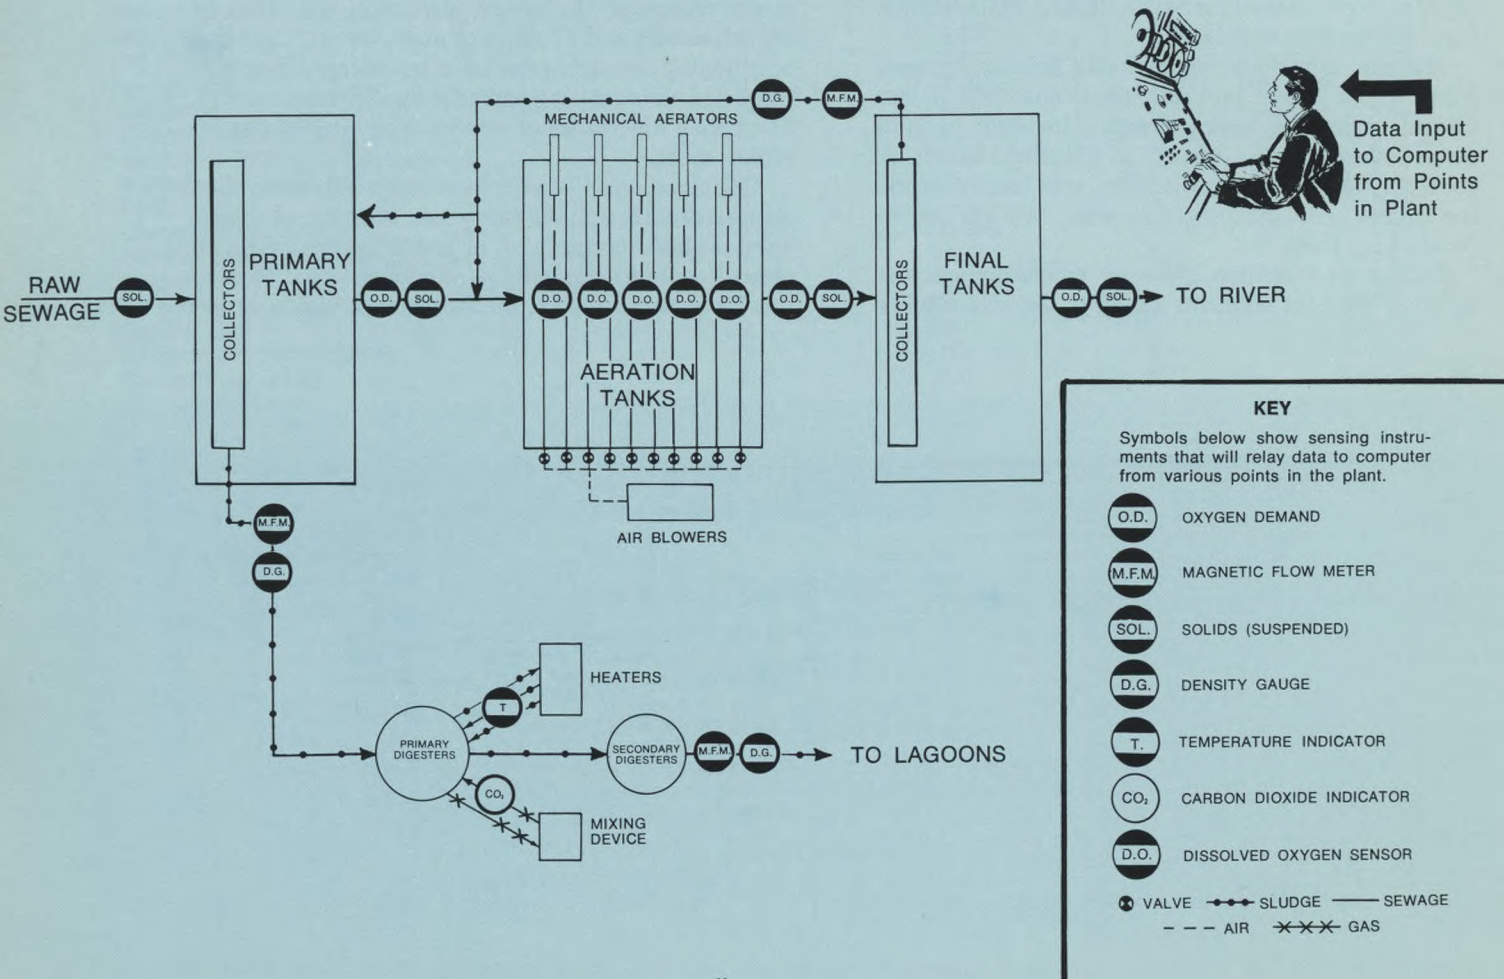 Data Input
to Computer
from Points
in Plant
D.G.
M.F.M.
MECHANICAL AERATORS
RAW
SEWAGE
SOL.
COLLECTORS
PRIMARY
TANKS
O.D.
SOL.
D.O.
D.O.
D.O.
D.O.
D.O.
AERATION
TANKS
O.D.
SOL.
COLLECTORS
FINAL
TANKS
O.D.
SOL.
TO RIVER
AIR BLOWERS
M.F.M.
D.G.
HEATERS
T
PRIMARY
DIGESTERS
SECONDARY
DIGESTERS
M.F.M.
D.G.
TO LAGOONS
CO₂
MIXING
DEVICE
KEY
Symbols below show sensing instru-
ments that will relay data to computer
from various points in the plant.
O.D. OXYGEN DEMAND
M.F.M. MAGNETIC FLOW METER
SOL. SOLIDS (SUSPENDED)
D.G. DENSITY GAUGE
T. TEMPERATURE INDICATOR
CO₂ CARBON DIOXIDE INDICATOR
D.O. DISSOLVED OXYGEN SENSOR
VALVE SLUDGE SEWAGE
AIR GAS